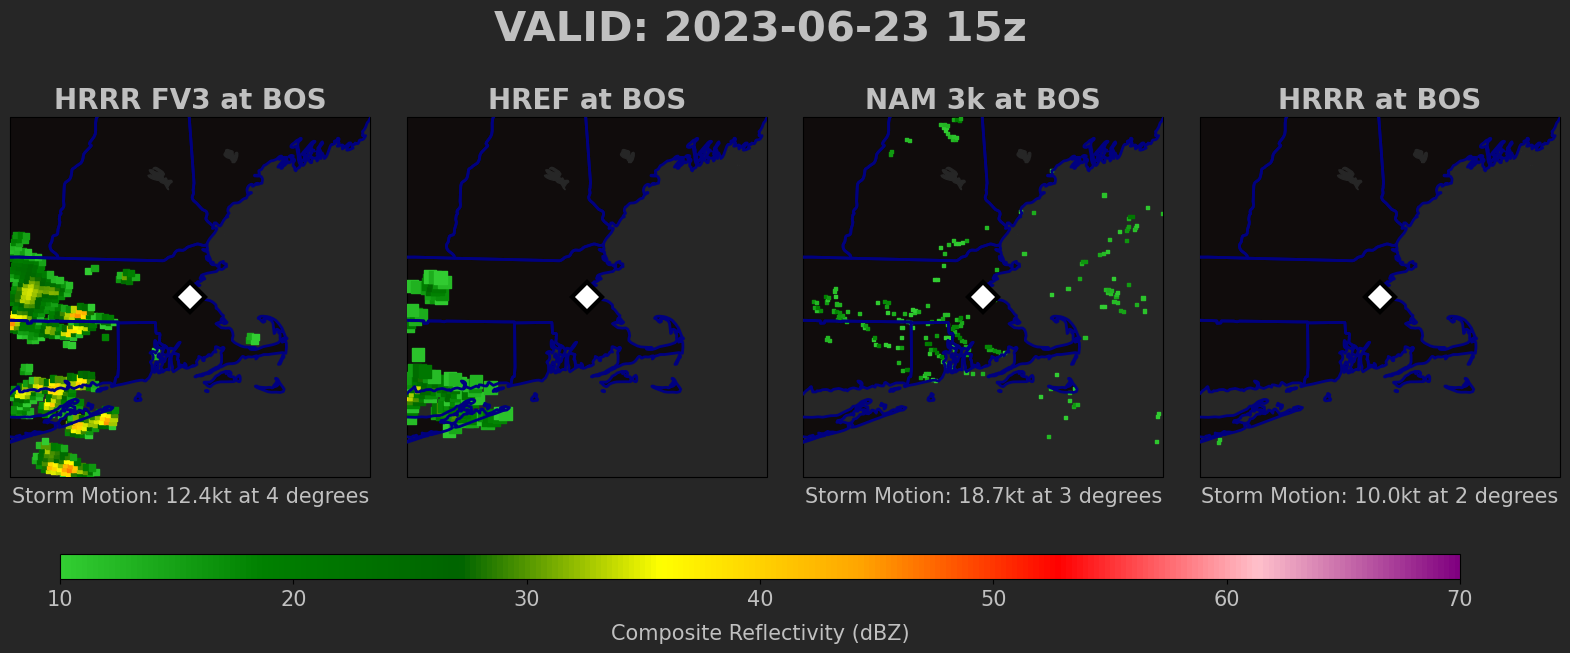 VALID: 2023-06-23 15z
HRRR FV3 at BOS
HREF at BOS
NAM 3k at BOS
HRRR at BOS
Storm Motion: 12.4kt at 4 degrees
Storm Motion: 18.7kt at 3 degrees
Storm Motion: 10.0kt at 2 degrees
10 20 30 40 50 60 70
Composite Reflectivity (dBZ)